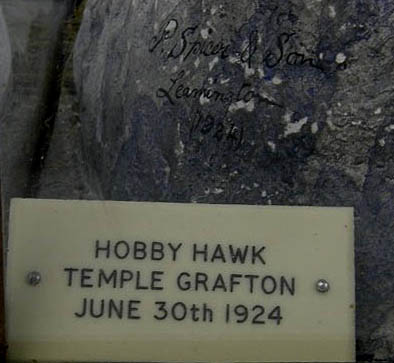 P. Spicer & Sons
Leamington
(1924)
HOBBY HAWK
TEMPLE GRAFTON
JUNE 30th 1924